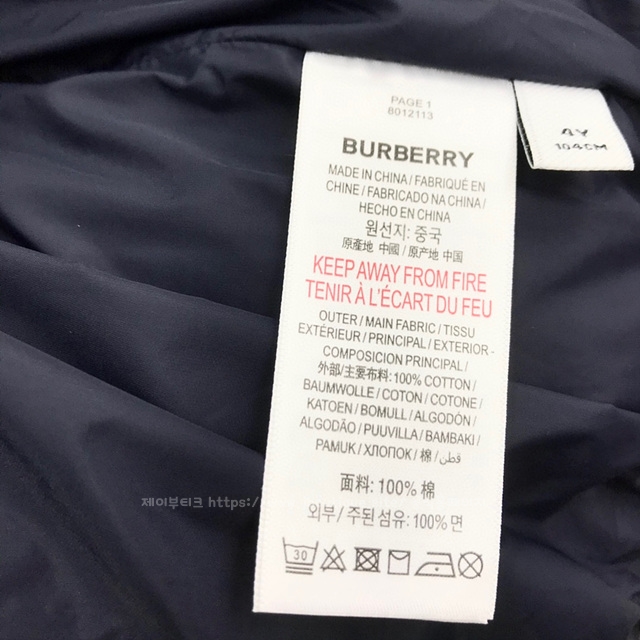 PAGE 1
8012113
BURBERRY
MADE IN CHINA / FABRIQUÉ EN
CHINE / FABRICADO NA CHINA /
HECHO EN CHINA
원선지: 중국
原產地 中國 / 原产地 中国
KEEP AWAY FROM FIRE
TENIR À L'ÉCART DU FEU
OUTER / MAIN FABRIC / TISSU
EXTÉRIEUR / PRINCIPAL / EXTERIOR -
COMPOSICION PRINCIPAL /
外部/主要布料: 100% COTTON /
BAUMWOLLE / COTON / COTONE /
KATOEN / BOMULL / ALGODÓN /
ALGODÃO / PUUVILLA / BAMBAKI /
PAMUK / ХЛОПОК / 棉 / قطن
面料: 100% 棉
외부 / 주된 섬유: 100% 면
30
4Y
104CM
제이부티크 https:/